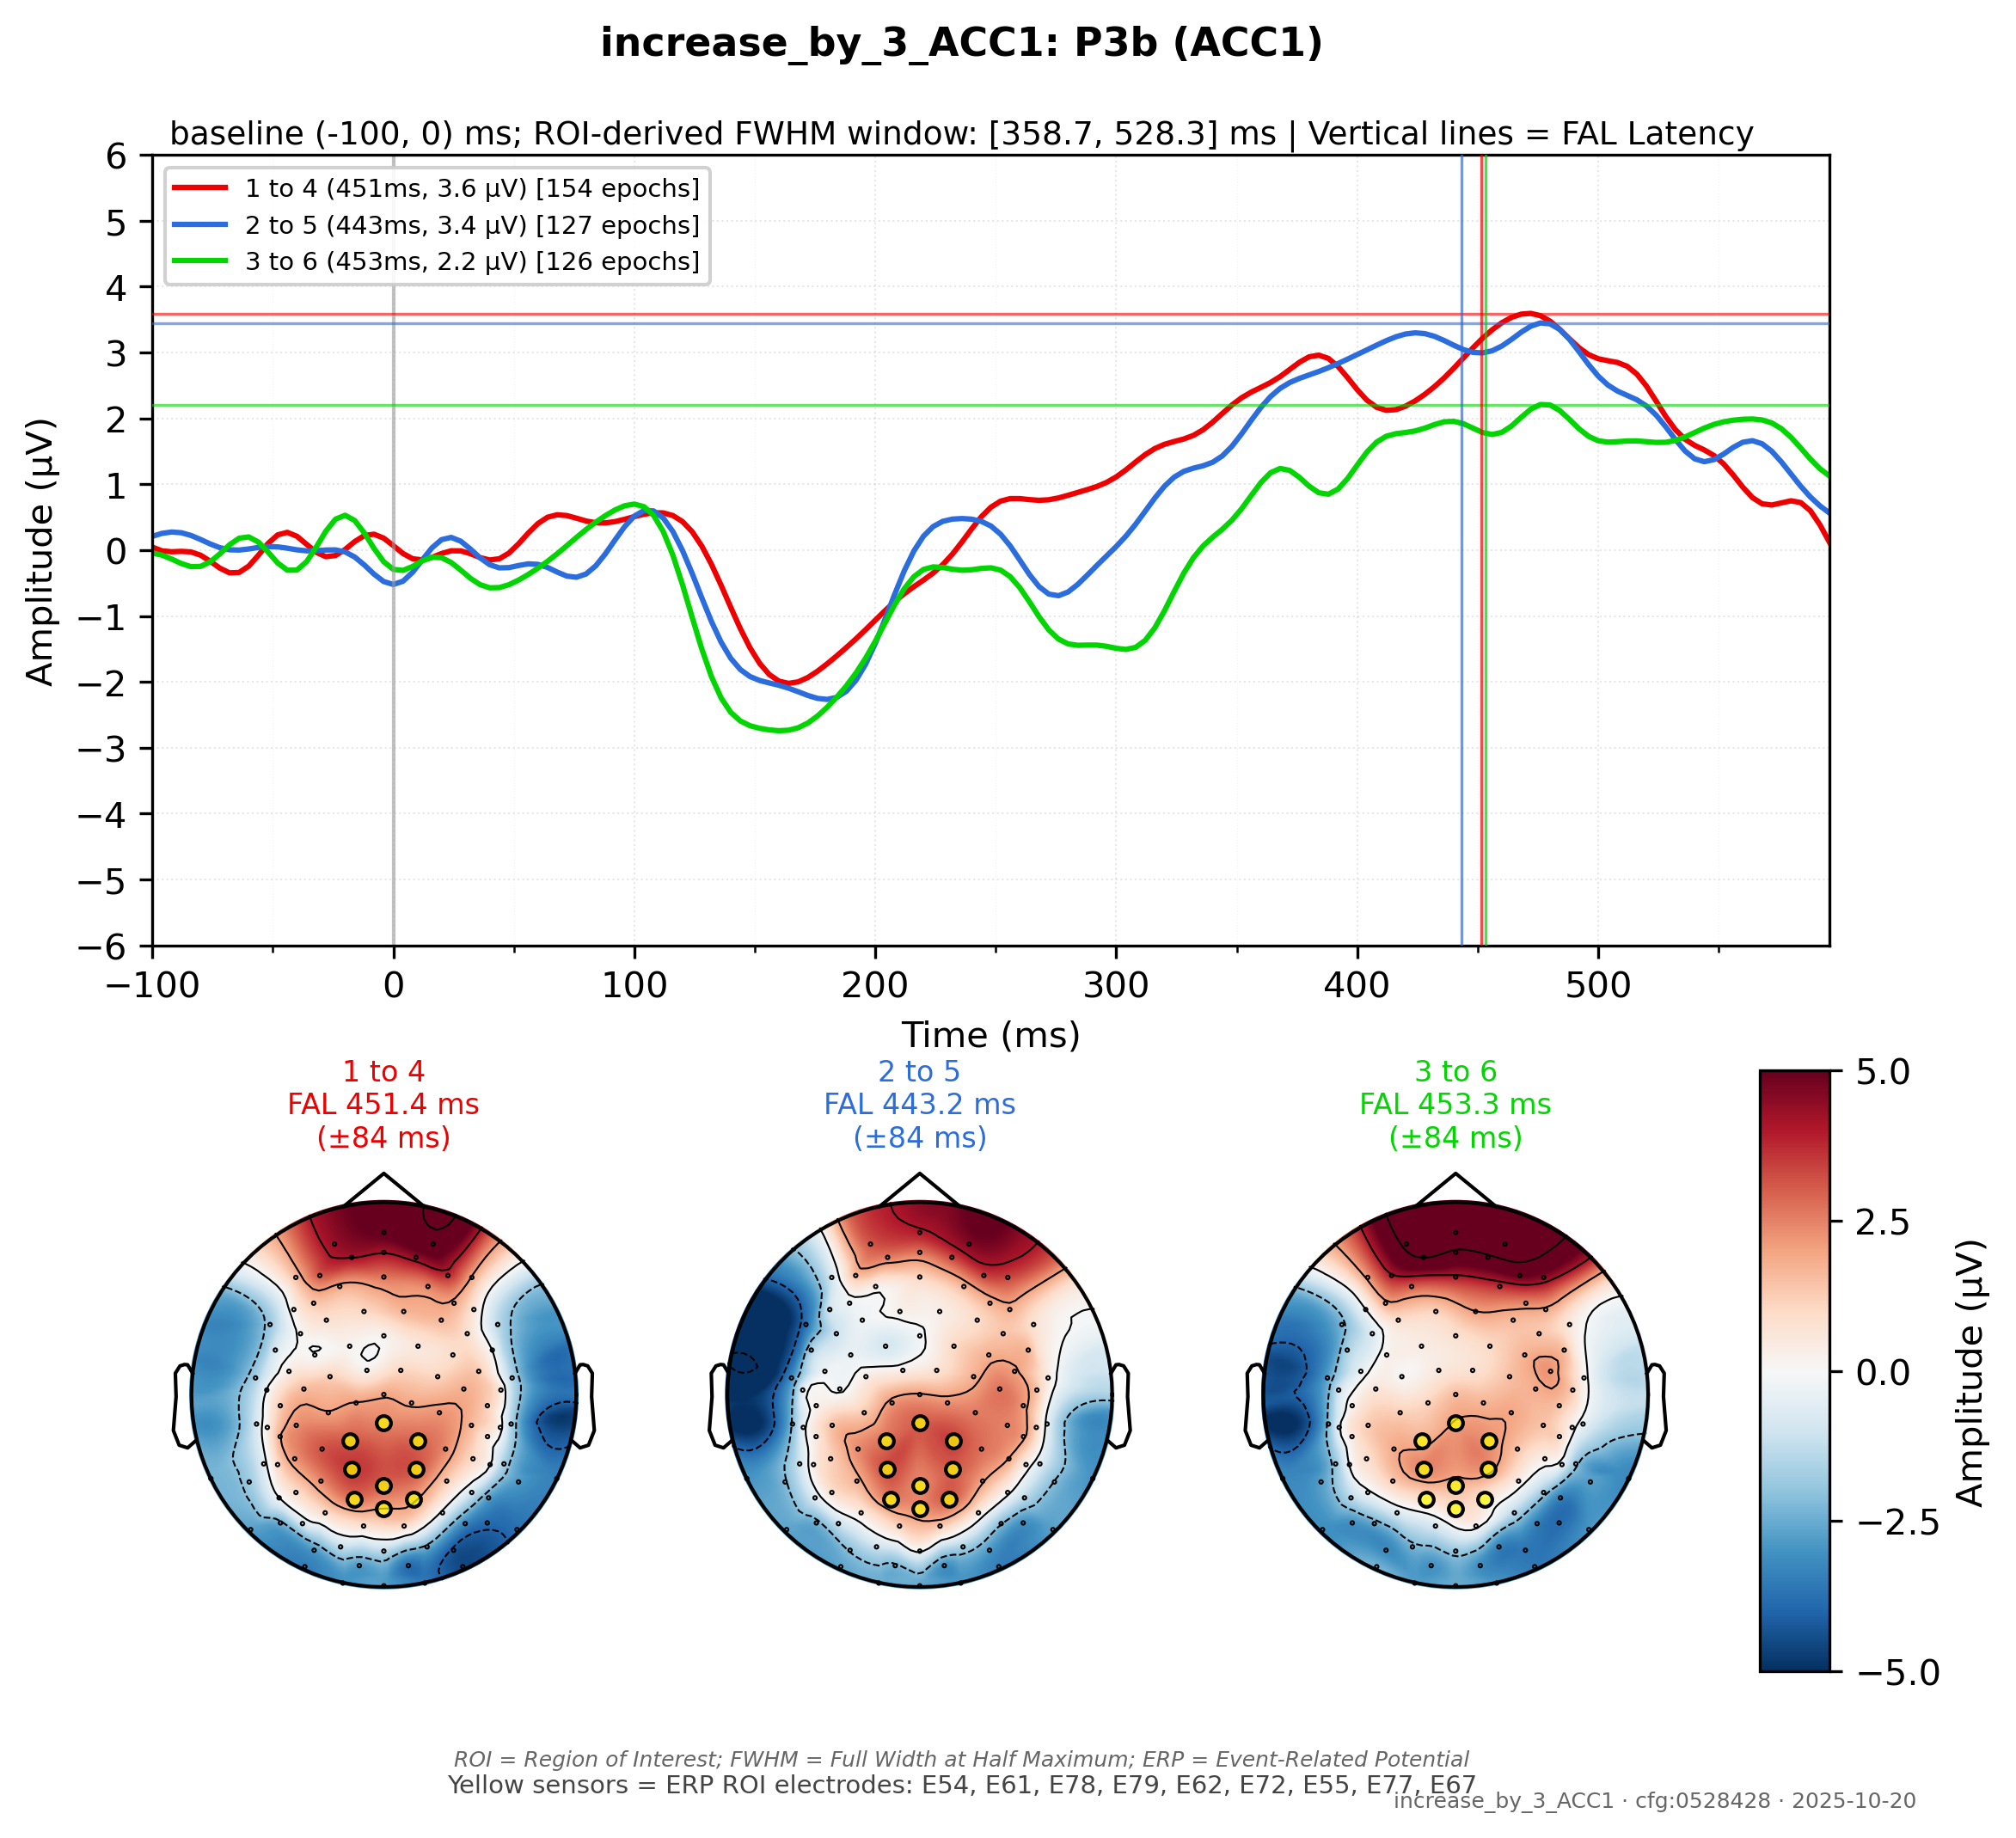 increase_by_3_ACC1: P3b (ACC1)
baseline (-100, 0) ms; ROI-derived FWHM window: [358.7, 528.3] ms | Vertical lines = FAL Latency
1 to 4 (451ms, 3.6 µV) [154 epochs]
2 to 5 (443ms, 3.4 µV) [127 epochs]
3 to 6 (453ms, 2.2 µV) [126 epochs]
Amplitude (µV)
6
5
4
3
2
1
0
−1
−2
−3
−4
−5
−6
−100 0 100 200 300 400 500
Time (ms)
1 to 4
FAL 451.4 ms
(±84 ms)
2 to 5
FAL 443.2 ms
(±84 ms)
3 to 6
FAL 453.3 ms
(±84 ms)
5.0
2.5
0.0
−2.5
−5.0
Amplitude (µV)
ROI = Region of Interest; FWHM = Full Width at Half Maximum; ERP = Event-Related Potential
Yellow sensors = ERP ROI electrodes: E54, E61, E78, E79, E62, E72, E55, E77, E67
increase_by_3_ACC1 · cfg:0528428 · 2025-10-20